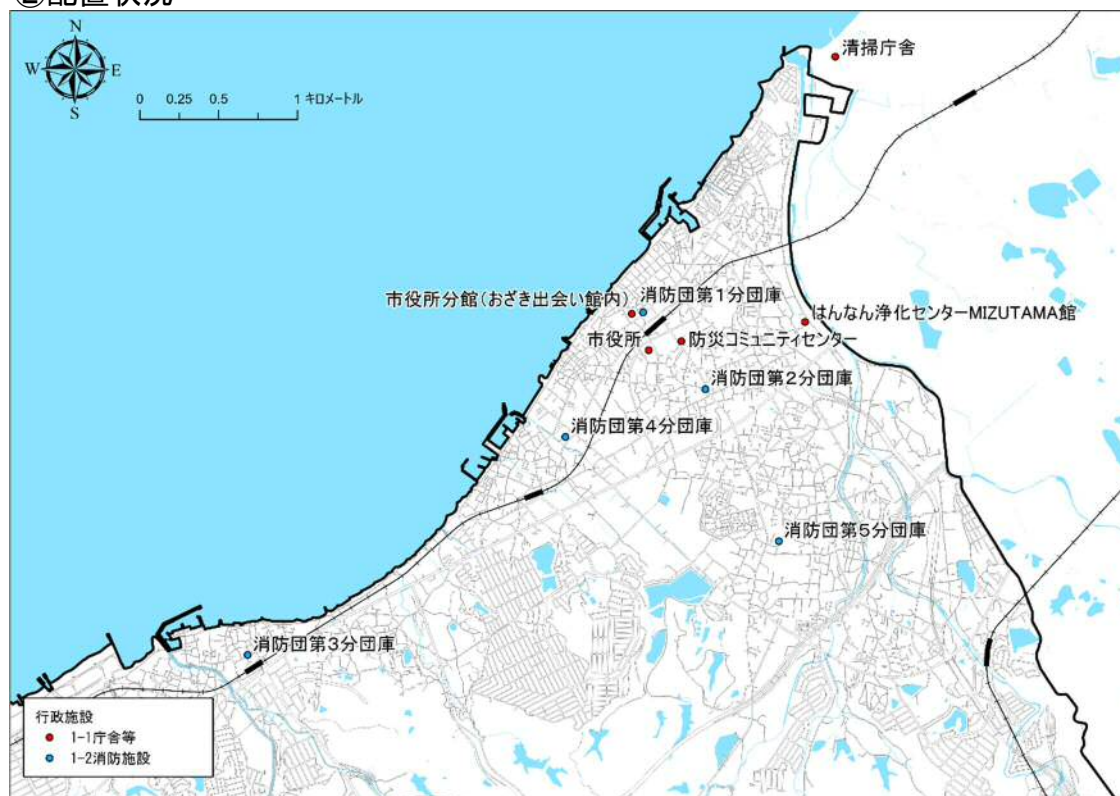 ②配置状況
N
W E
S
0 0.25 0.5 1 キロメートル
清掃庁舎
市役所分館(おざき出会い館内)
消防団第1分団庫
はんなん浄化センターMIZUTAMA館
市役所
防災コミュニティセンター
消防団第2分団庫
消防団第4分団庫
消防団第5分団庫
消防団第3分団庫
行政施設
1-1庁舎等
1-2消防施設